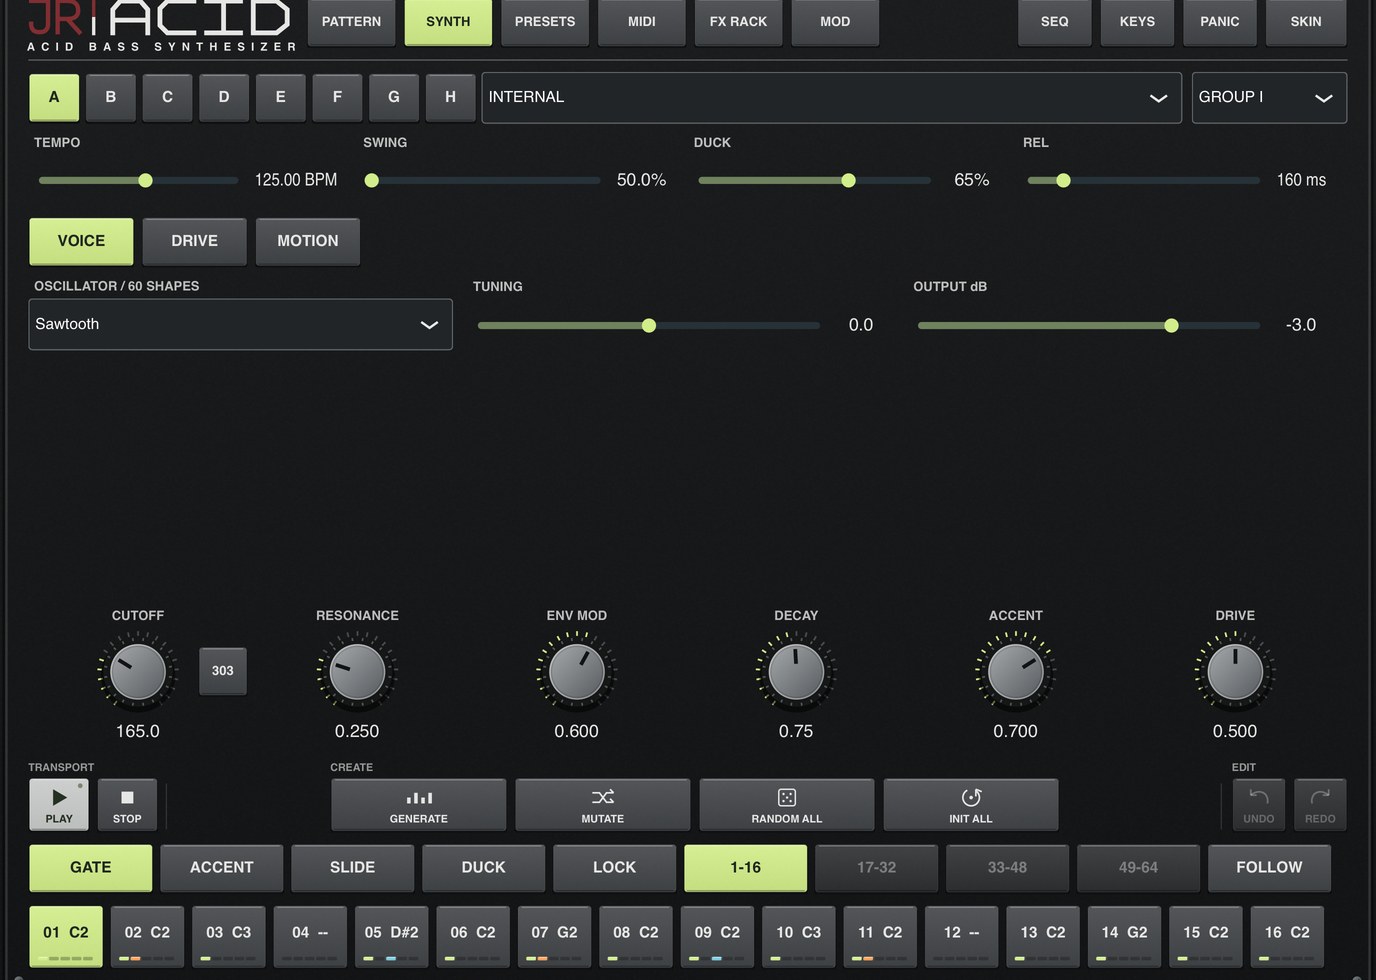 JR1 ACID PATTERN SYNTH PRESETS MIDI FX RACK MOD SEQ KEYS PANIC SKIN
ACID BASS SYNTHESIZER
A B C D E F G H INTERNAL GROUP I
TEMPO SWING DUCK REL
125.00 BPM 50.0% 65% 160 ms
VOICE DRIVE MOTION
OSCILLATOR / 60 SHAPES TUNING OUTPUT dB
Sawtooth 0.0 -3.0
CUTOFF RESONANCE ENV MOD DECAY ACCENT DRIVE
303
165.0 0.250 0.600 0.75 0.700 0.500
TRANSPORT CREATE EDIT
PLAY STOP GENERATE MUTATE RANDOM ALL INIT ALL UNDO REDO
GATE ACCENT SLIDE DUCK LOCK 1-16 17-32 33-48 49-64 FOLLOW
01 C2 02 C2 03 C3 04 -- 05 D#2 06 C2 07 G2 08 C2 09 C2 10 C3 11 C2 12 -- 13 C2 14 G2 15 C2 16 C2